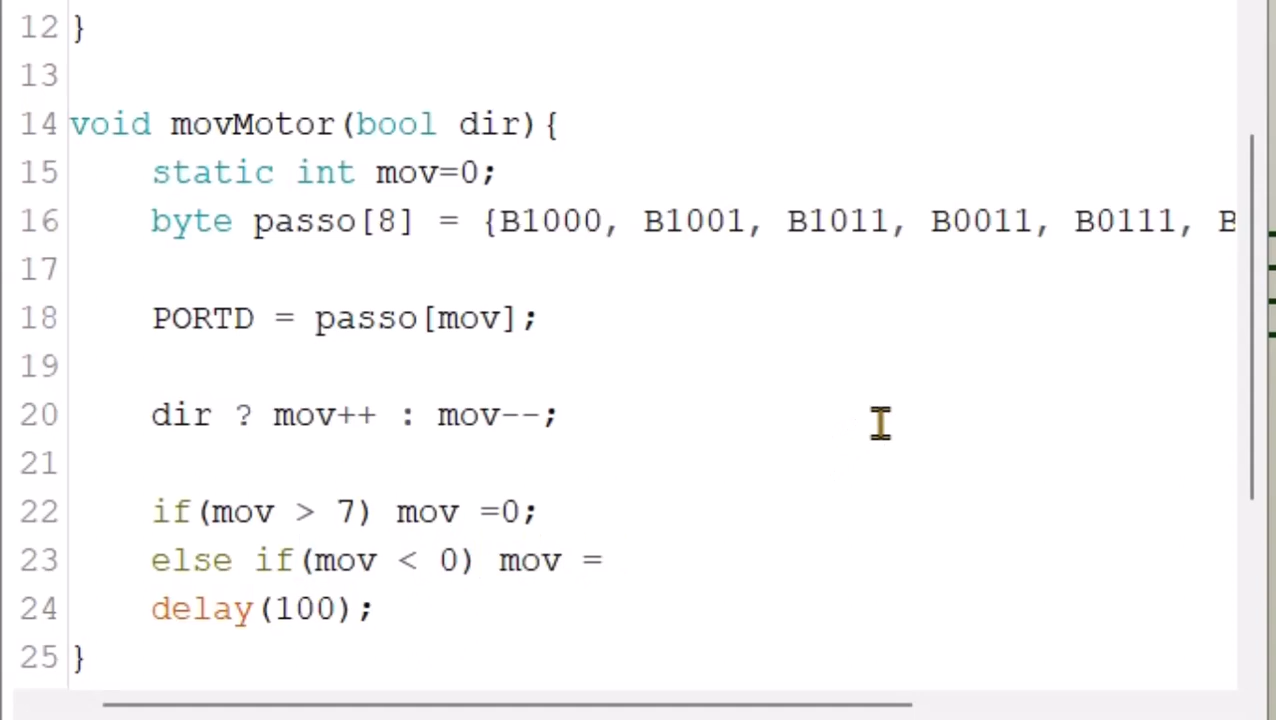 12 }
13
14 void movMotor(bool dir){
15 static int mov=0;
16 byte passo[8] = {B1000, B1001, B1011, B0011, B0111, B
17
18 PORTD = passo[mov];
19
20 dir ? mov++ : mov--;
21
22 if(mov > 7) mov =0;
23 else if(mov < 0) mov =
24 delay(100);
25 }